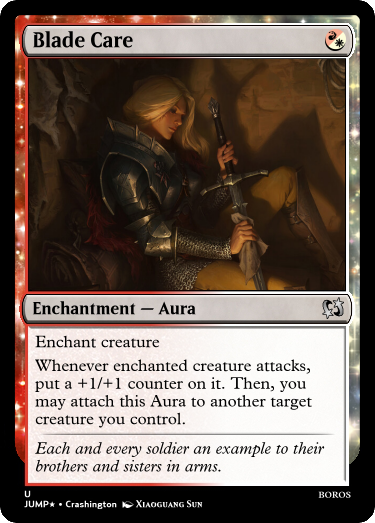 Blade Care
Enchantment — Aura
Enchant creature
Whenever enchanted creature attacks,
put a +1/+1 counter on it. Then, you
may attach this Aura to another target
creature you control.
Each and every soldier an example to their
brothers and sisters in arms.
U
BOROS
JUMP★ • Crashington Xiaoguang Sun